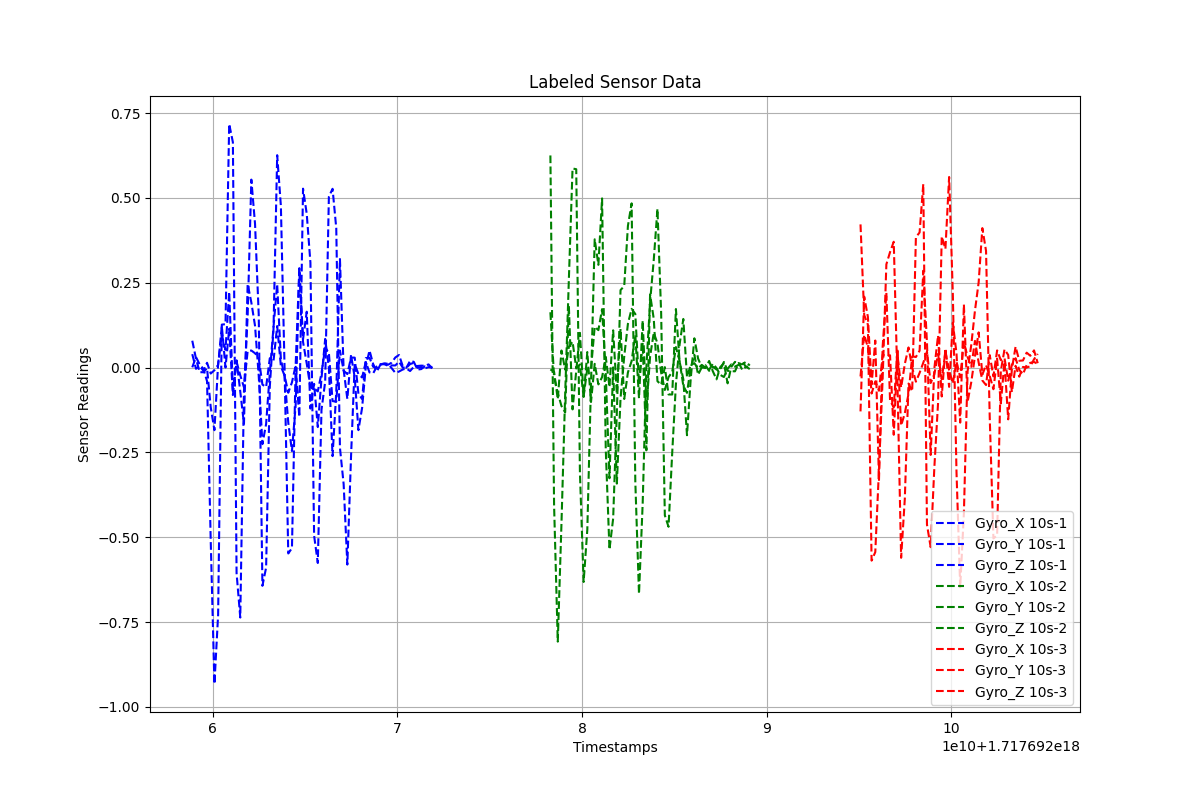 Labeled Sensor Data
Sensor Readings
0.75
0.50
0.25
0.00
−0.25
−0.50
−0.75
−1.00
6 7 8 9 10
Timestamps
1e10+1.717692e18
Gyro_X 10s-1
Gyro_Y 10s-1
Gyro_Z 10s-1
Gyro_X 10s-2
Gyro_Y 10s-2
Gyro_Z 10s-2
Gyro_X 10s-3
Gyro_Y 10s-3
Gyro_Z 10s-3